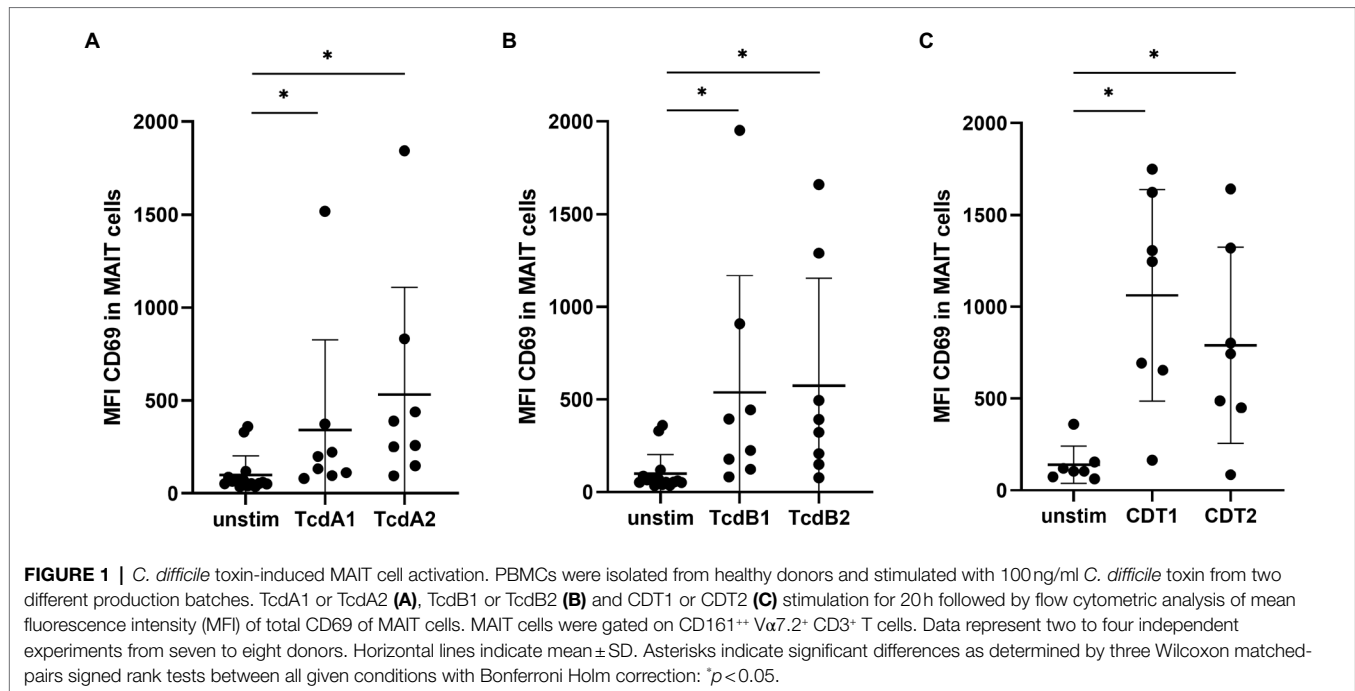 A
B
C
*
*
*
*
*
*
MFI CD69 in MAIT cells
2000
1500
1000
500
0
unstim TcdA1 TcdA2
MFI CD69 in MAIT cells
2000
1500
1000
500
0
unstim TcdB1 TcdB2
MFI CD69 in MAIT cells
2000
1500
1000
500
0
unstim CDT1 CDT2
FIGURE 1 | C. difficile toxin-induced MAIT cell activation. PBMCs were isolated from healthy donors and stimulated with 100 ng/ml C. difficile toxin from two
different production batches. TcdA1 or TcdA2 (A), TcdB1 or TcdB2 (B) and CDT1 or CDT2 (C) stimulation for 20 h followed by flow cytometric analysis of mean
fluorescence intensity (MFI) of total CD69 of MAIT cells. MAIT cells were gated on CD161⁺⁺ Vα7.2⁺ CD3⁺ T cells. Data represent two to four independent
experiments from seven to eight donors. Horizontal lines indicate mean ± SD. Asterisks indicate significant differences as determined by three Wilcoxon matched-
pairs signed rank tests between all given conditions with Bonferroni Holm correction: *p < 0.05.